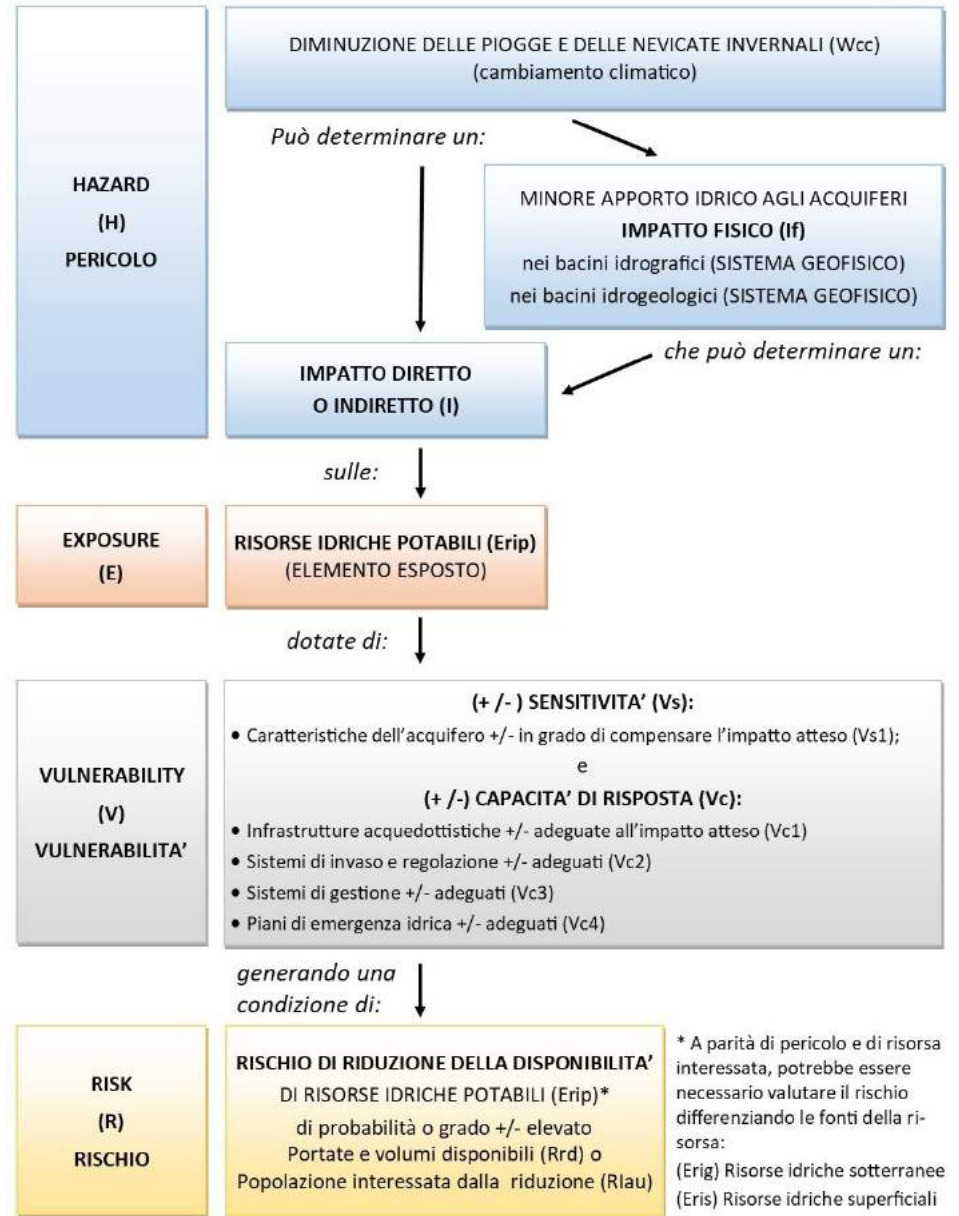 DIMINUZIONE DELLE PIOGGE E DELLE NEVICATE INVERNALI (Wcc)
(cambiamento climatico)
Può determinare un:
HAZARD
(H)
PERICOLO
MINORE APPORTO IDRICO AGLI ACQUIFERI
IMPATTO FISICO (If)
nei bacini idrografici (SISTEMA GEOFISICO)
nei bacini idrogeologici (SISTEMA GEOFISICO)
che può determinare un:
IMPATTO DIRETTO
O INDIRETTO (I)
sulle:
EXPOSURE
(E)
RISORSE IDRICHE POTABILI (Erip)
(ELEMENTO ESPOSTO)
dotate di:
VULNERABILITY
(V)
VULNERABILITA’
(+ /- ) SENSITIVITA’ (Vs):
• Caratteristiche dell’acquifero +/- in grado di compensare l’impatto atteso (Vs1);
e
(+ /-) CAPACITA’ DI RISPOSTA (Vc):
• Infrastrutture acquedottistiche +/- adeguate all’impatto atteso (Vc1)
• Sistemi di invaso e regolazione +/- adeguati (Vc2)
• Sistemi di gestione +/- adeguati (Vc3)
• Piani di emergenza idrica +/- adeguati (Vc4)
generando una
condizione di:
RISK
(R)
RISCHIO
RISCHIO DI RIDUZIONE DELLA DISPONIBILITA’
DI RISORSE IDRICHE POTABILI (Erip)*
di probabilità o grado +/- elevato
Portate e volumi disponibili (Rrd) o
Popolazione interessata dalla riduzione (RIau)
* A parità di pericolo e di risorsa
interessata, potrebbe essere
necessario valutare il rischio
differenziando le fonti della ri-
sorsa:
(Erig) Risorse idriche sotterranee
(Eris) Risorse idriche superficiali